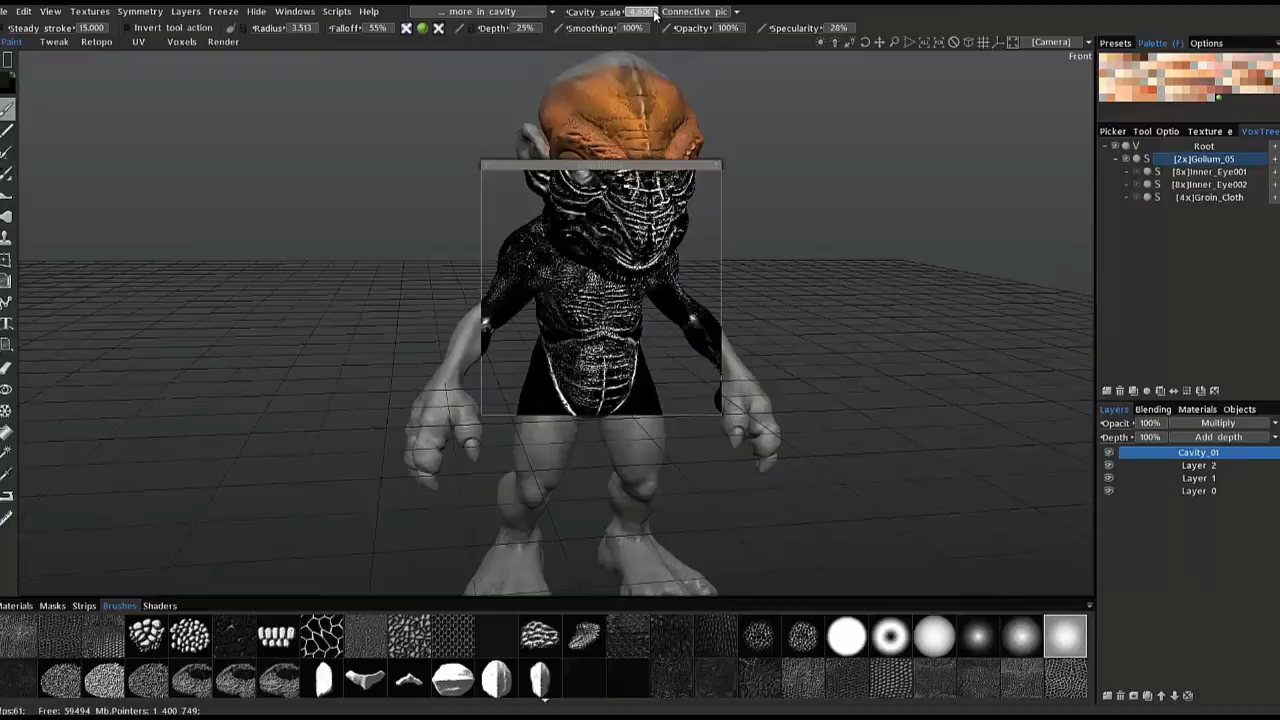 le Edit View Textures Symmetry Layers Freeze Hide Windows Scripts Help ... more in cavity Cavity scale Connective pic
Steady stroke 15.000 Invert tool action Radius 3.513 Falloff 55% Depth 25% Smoothing 100% Opacity 100% Specularity 28%
Paint Tweak Retopo UV Voxels Render [Camera] Presets Palette (F) Options
Front
Picker Tool Optio Texture e VoxTree
V Root
S [2x]Gollum_05
S [8x]Inner_Eye001
S [8x]Inner_Eye002
S [4x]Groin_Cloth
Layers Blending Materials Objects
Opacit 100% Multiply
Depth 100% Add depth
Cavity_01
Layer 2
Layer 1
Layer 0
Materials Masks Strips Brushes Shaders
fps61; Free: 59494 Mb,Pointers: 1 400 749;